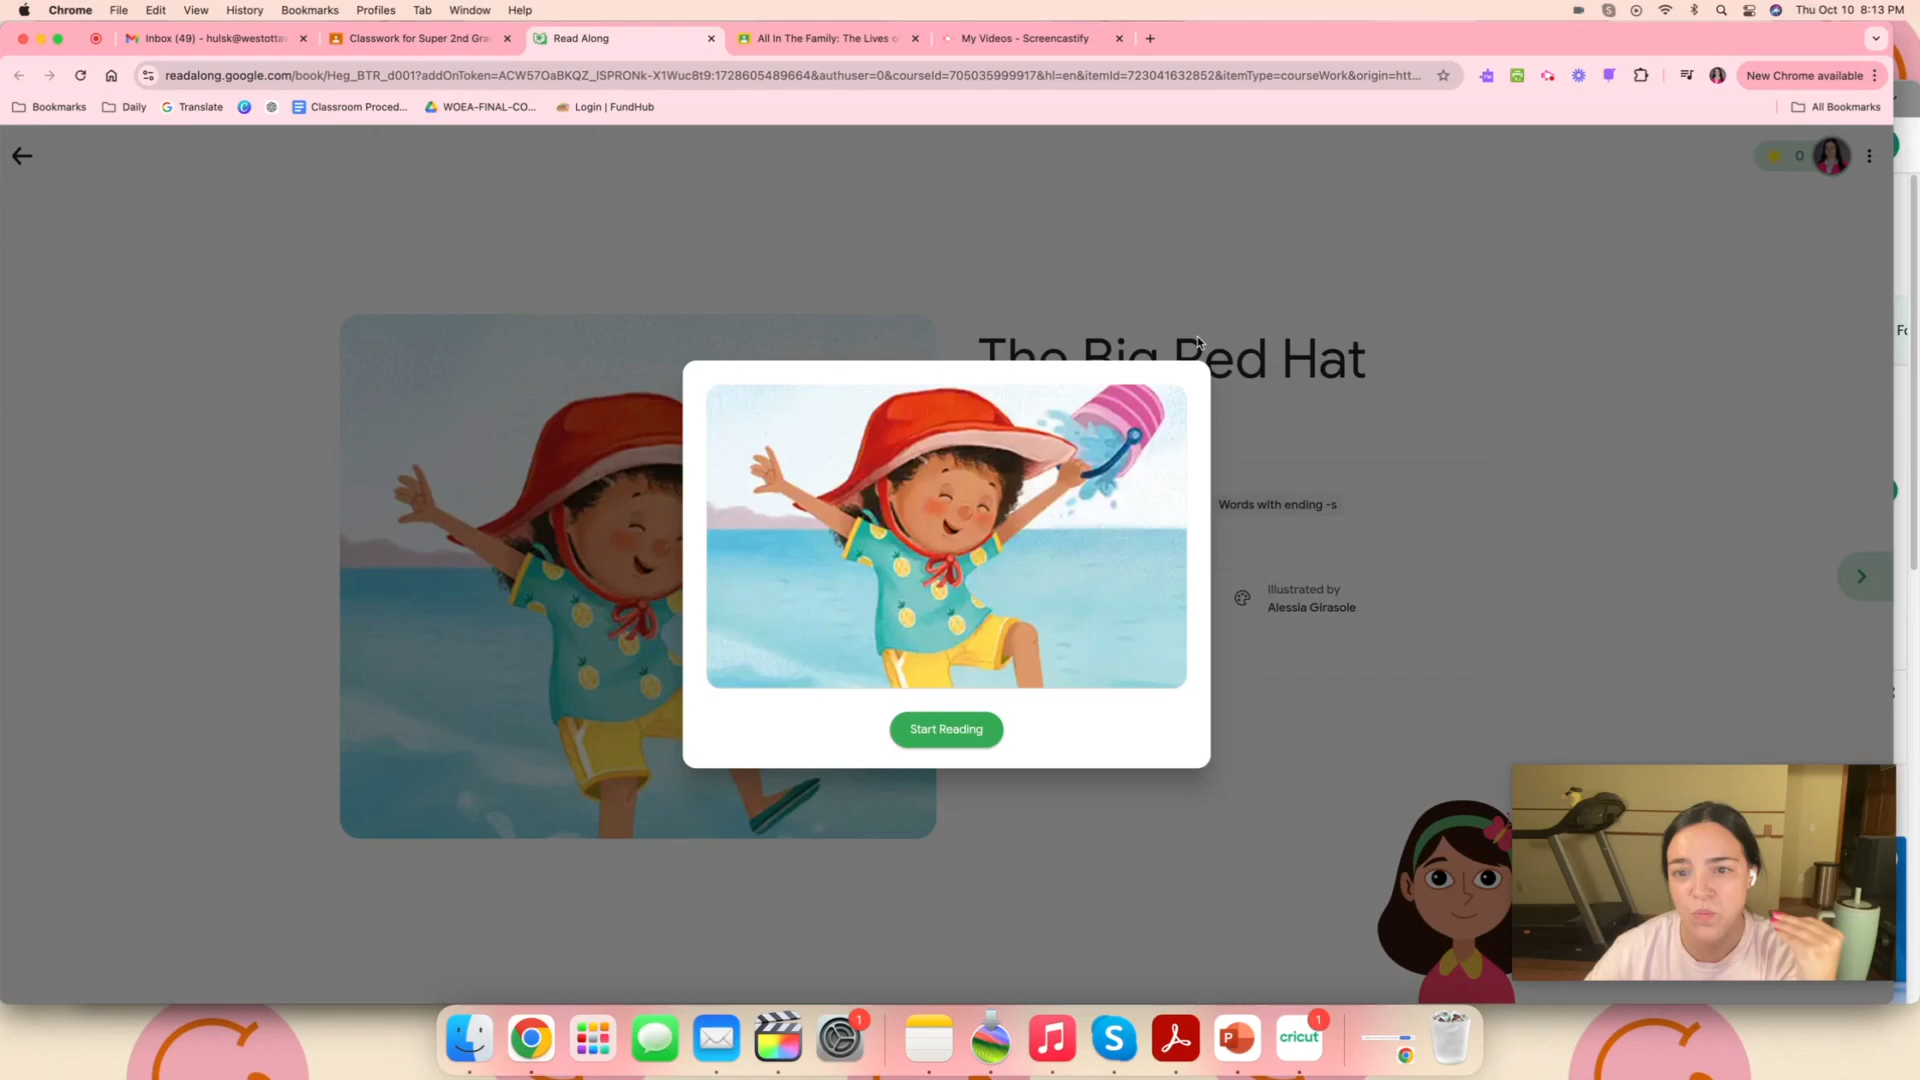 Chrome File Edit View History Bookmarks Profiles Tab Window Help Thu Oct 10 8:13 PM
Inbox (49) - hulsk@westotta Classwork for Super 2nd Gra Read Along All In The Family: The Lives o My Videos - Screencastify
readalong.google.com/book/Heg_BTR_d001?addOnToken=ACW57OaBKQZ_lSPRONk-X1Wuc8t9:1728605489664&authuser=0&courseId=705035999917&hl=en&itemId=723041632852&itemType=courseWork&origin=htt... New Chrome available
Bookmarks Daily Translate Classroom Proced... WOEA-FINAL-CO... Login | FundHub All Bookmarks
0
The Big Red Hat
Words with ending -s
Illustrated by
Alessia Girasole
Start Reading
1
cricut 1